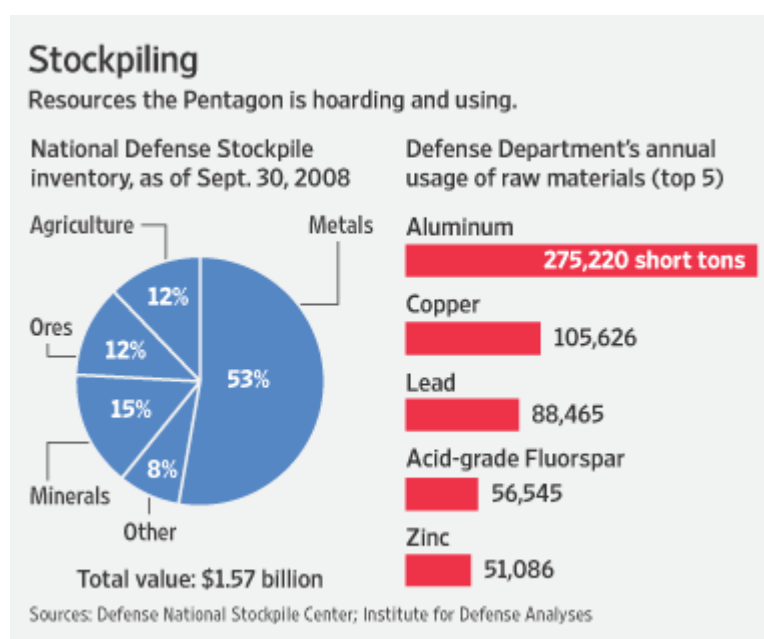 Stockpiling
Resources the Pentagon is hoarding and using.
National Defense Stockpile
inventory, as of Sept. 30, 2008
Agriculture
Metals
12%
Ores
12%
53%
15%
8%
Minerals
Other
Total value: $1.57 billion
Defense Department's annual
usage of raw materials (top 5)
Aluminum
275,220 short tons
Copper
105,626
Lead
88,465
Acid-grade Fluorspar
56,545
Zinc
51,086
Sources: Defense National Stockpile Center; Institute for Defense Analyses